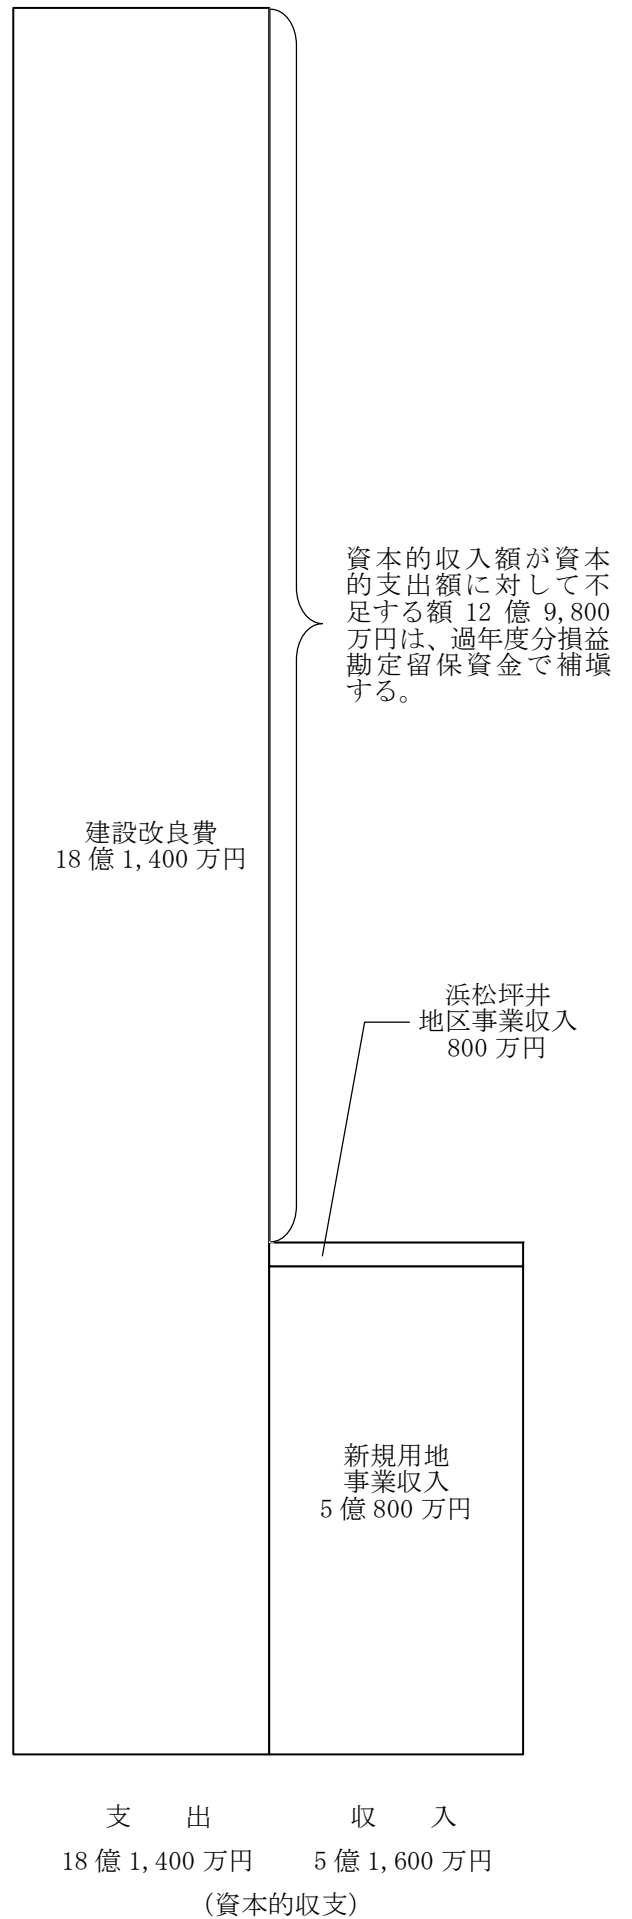 資本的収入額が資本
的支出額に対して不
足する額 12 億 9,800
万円は、過年度分損益
勘定留保資金で補塡
する。
建設改良費
18 億 1,400 万円
浜松坪井
地区事業収入
800 万円
新規用地
事業収入
5 億 800 万円
支　出　収　入
18 億 1,400 万円　5 億 1,600 万円
（資本的収支）